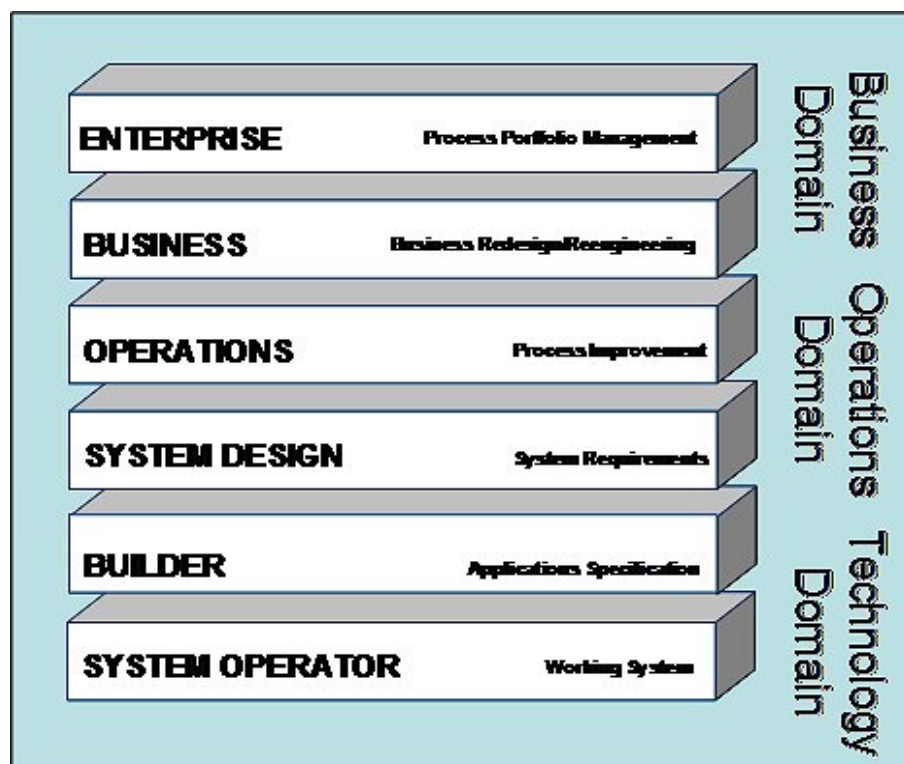 ENTERPRISE Process Portfolio Management
BUSINESS Business Redesign/Reengineering
OPERATIONS Process Improvement
SYSTEM DESIGN System Requirements
BUILDER Applications Specification
SYSTEM OPERATOR Working System
Business
Domain
Operations
Domain
Technology
Domain